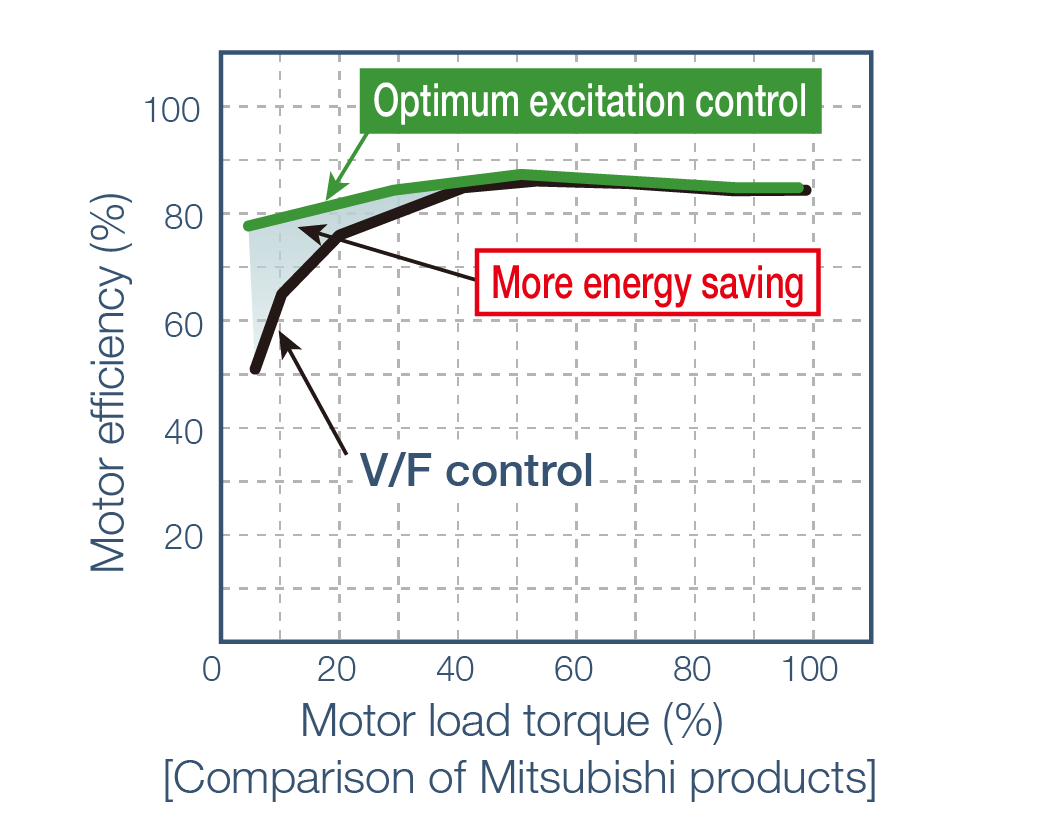 Optimum excitation control
100
80
More energy saving
60
40
V/F control
20
Motor efficiency (%)
0 20 40 60 80 100
Motor load torque (%)
[Comparison of Mitsubishi products]